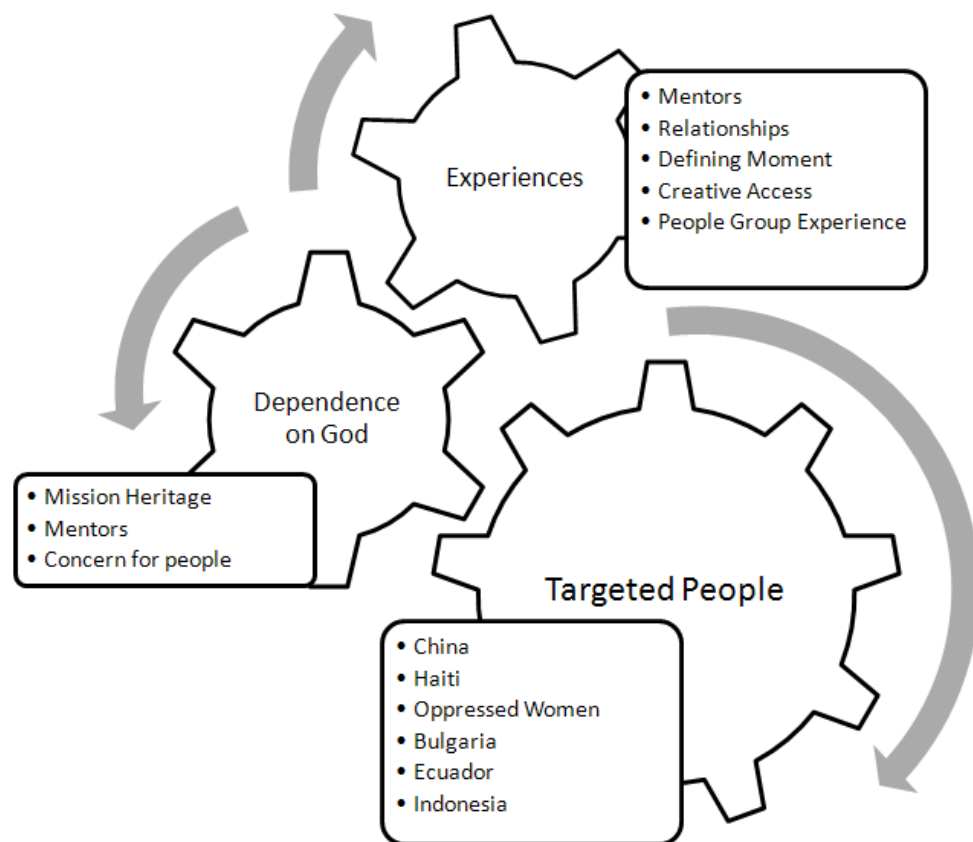 Experiences
• Mentors
• Relationships
• Defining Moment
• Creative Access
• People Group Experience
Dependence
on God
• Mission Heritage
• Mentors
• Concern for people
Targeted People
• China
• Haiti
• Oppressed Women
• Bulgaria
• Ecuador
• Indonesia